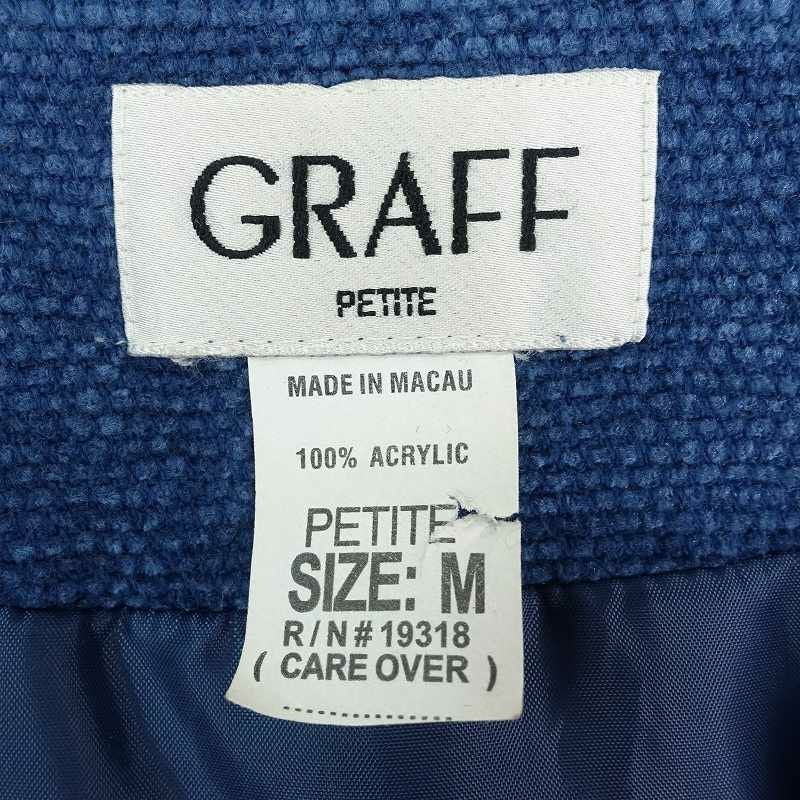 GRAFF
PETITE
MADE IN MACAU
100% ACRYLIC
PETITE
SIZE: M
R/N# 19318
( CARE OVER )